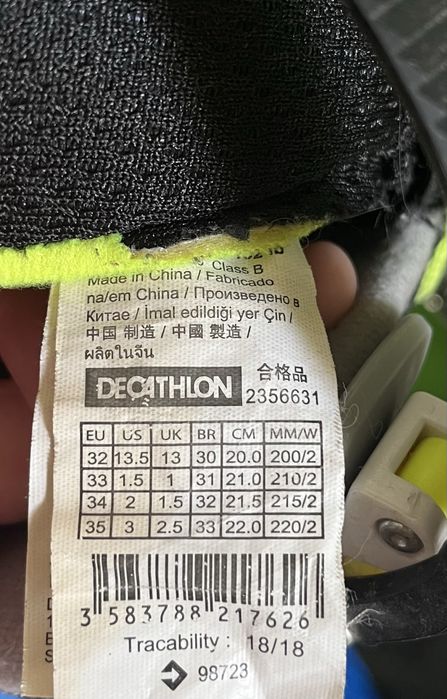 Class B
Made in China / Fabricado
na/em China / Произведено в
Китае / İmal edildiği yer Çin /
中国 制造 / 中國 製造 /
ผลิตในจีน
DECATHLON 合格品
2356631
EU US UK BR CM MM/W
32 13.5 13 30 20.0 200/2
33 1.5 1 31 21.0 210/2
34 2 1.5 32 21.5 215/2
35 3 2.5 33 22.0 220/2
3 583788 217626
Tracability : 18/18
98723